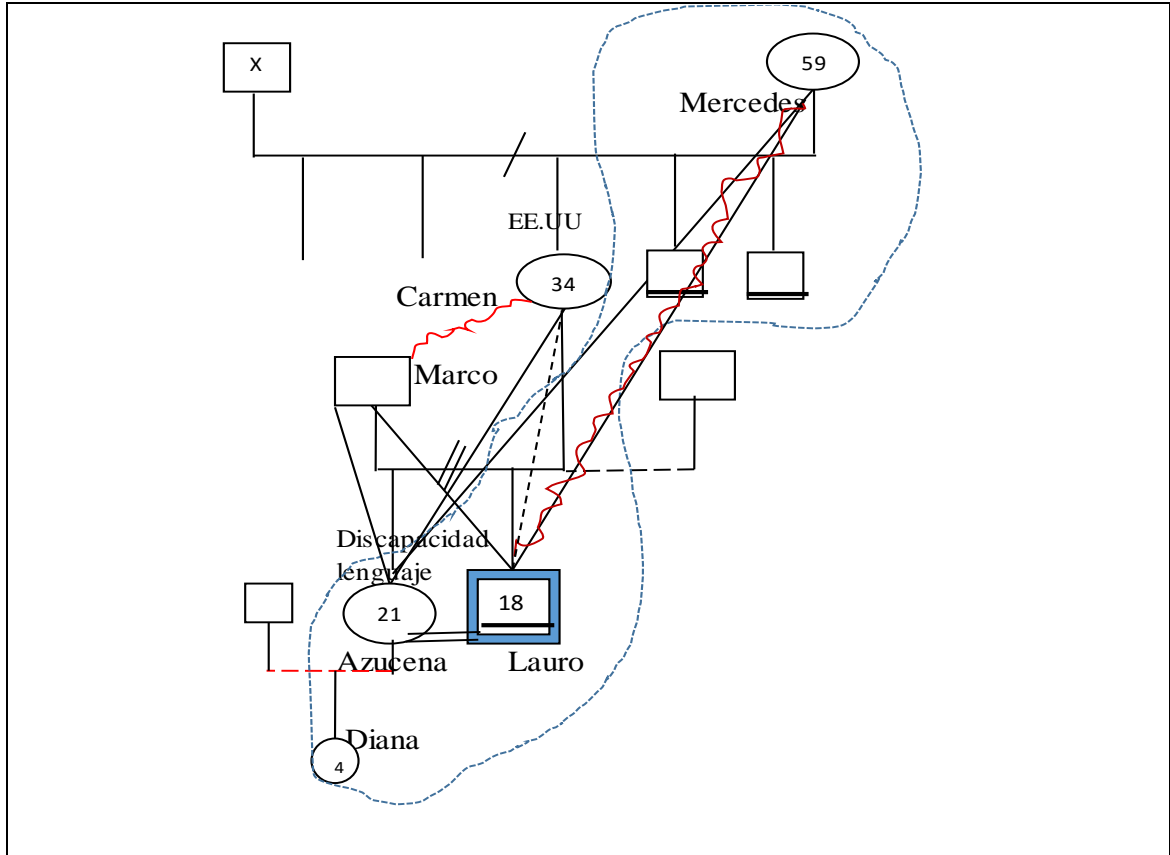 X
59
Mercedes
EE.UU
34
Carmen
Marco
Discapacidad
lenguaje
21
18
Azucena
Lauro
Diana
4